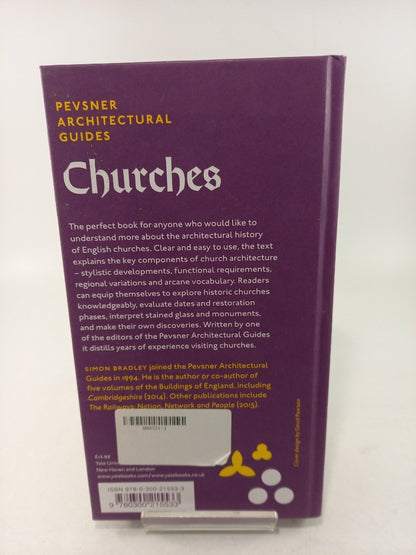 PEVSNER
ARCHITECTURAL
GUIDES
Churches
The perfect book for anyone who would like to
understand more about the architectural history
of English churches. Clear and easy to use, the text
explains the key components of church architecture
– stylistic developments, functional requirements,
regional variations and arcane vocabulary. Readers
can equip themselves to explore historic churches
knowledgeably, evaluate dates and restoration
phases, interpret stained glass and monuments,
and make their own discoveries. Written by one
of the editors of the Pevsner Architectural Guides
it distills years of experience visiting churches.
SIMON BRADLEY joined the Pevsner Architectural
Guides in 1994. He is the author or co-author of
five volumes of the Buildings of England, including
Cambridgeshire (2014). Other publications include
The Railways: Nation, Network and People (2015).
£12.99
Yale
New Haven and London
www.yalebooks.com/www.yalebooks.co.uk
ISBN 978-0-300-21553-3
9 780300 215533
Cover design by David Pearson